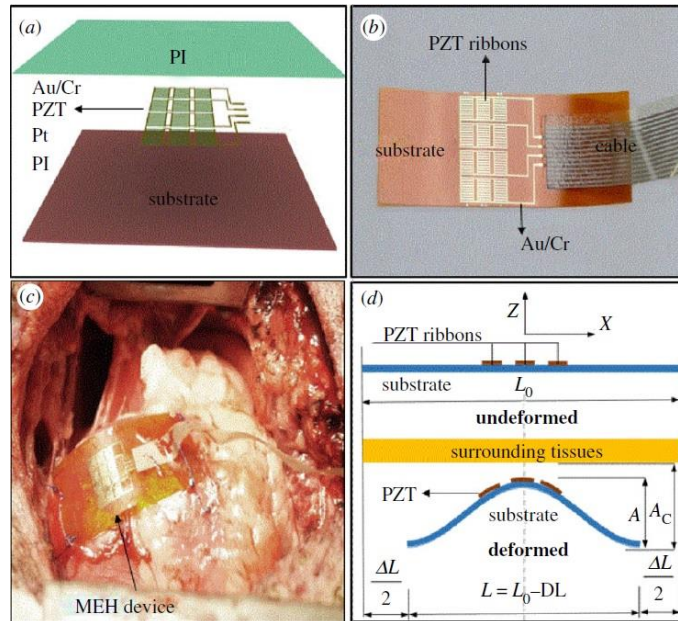 (a)
PI
Au/Cr
PZT
Pt
PI
substrate
(b)
PZT ribbons
substrate
cable
Au/Cr
(c)
MEH device
(d)
Z
X
PZT ribbons
substrate
L0
undeformed
surrounding tissues
PZT
substrate
A
AC
deformed
ΔL
2
L = L0–DL
ΔL
2